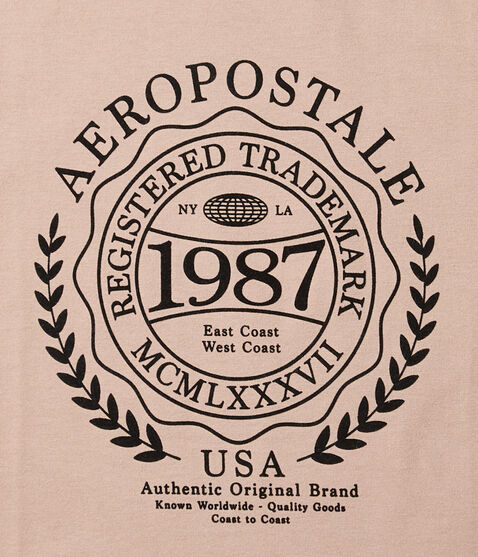 AEROPOSTALE
REGISTERED TRADEMARK
NY LA
1987
East Coast
West Coast
MCMLXXXVII
USA
Authentic Original Brand
Known Worldwide - Quality Goods
Coast to Coast